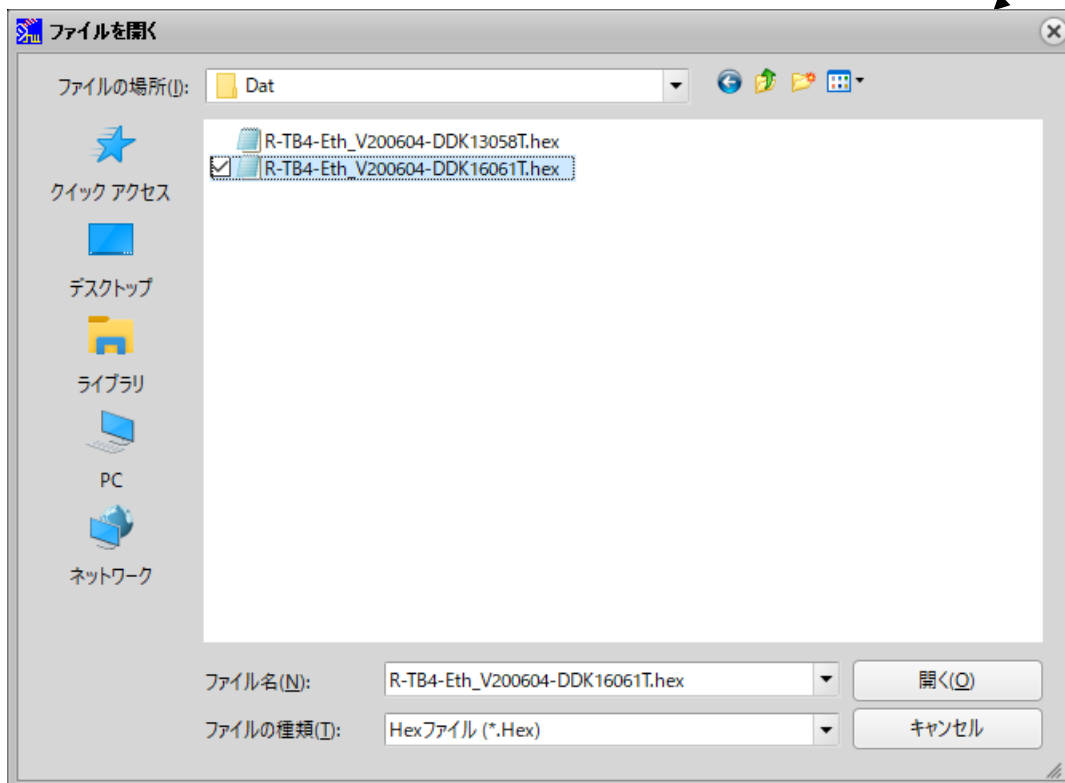 ファイルを開く
ファイルの場所(I):
Dat
R-TB4-Eth_V200604-DDK13058T.hex
R-TB4-Eth_V200604-DDK16061T.hex
クイック アクセス
デスクトップ
ライブラリ
PC
ネットワーク
ファイル名(N):
R-TB4-Eth_V200604-DDK16061T.hex
開く(O)
ファイルの種類(T):
Hexファイル (*.Hex)
キャンセル